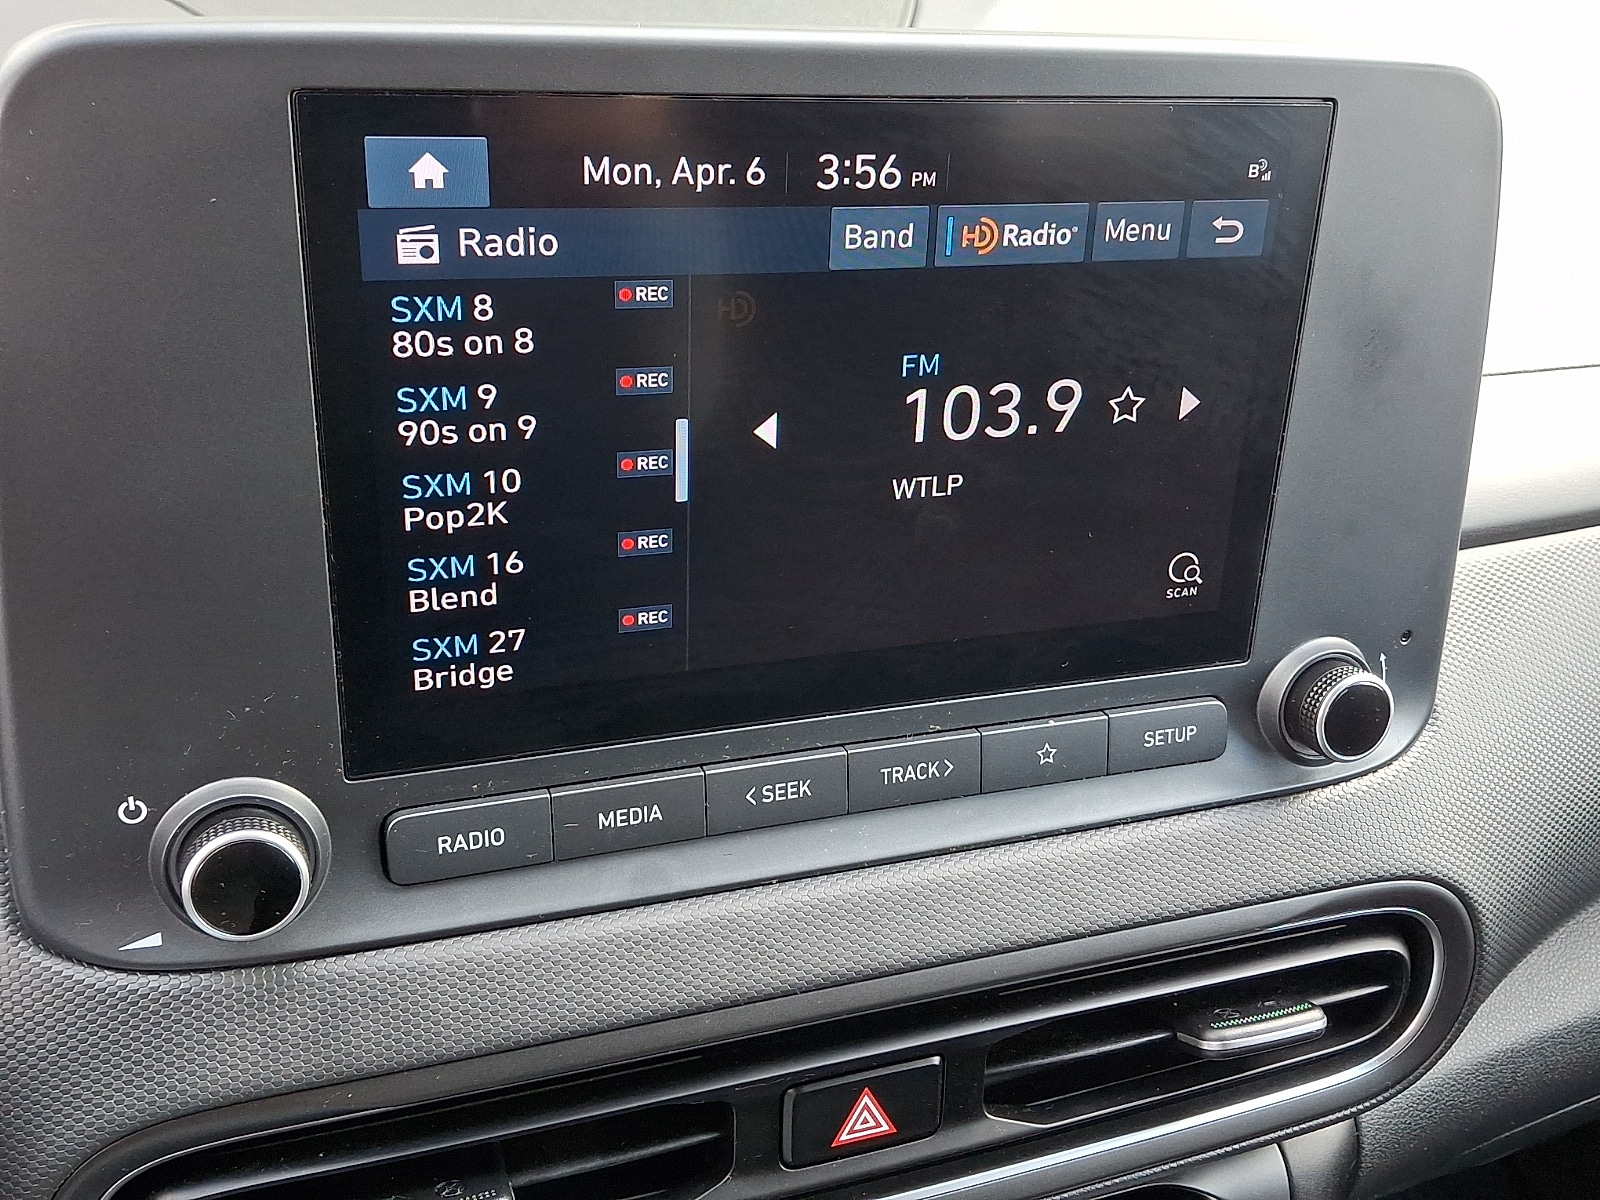 Mon, Apr. 6 3:56 PM B
Radio Band HD Radio Menu
SXM 8 REC
80s on 8
SXM 9 REC
90s on 9
SXM 10 REC
Pop2K
SXM 16 REC
Blend
SXM 27 REC
Bridge
HD
FM
103.9
WTLP
SCAN
RADIO MEDIA < SEEK TRACK > SETUP